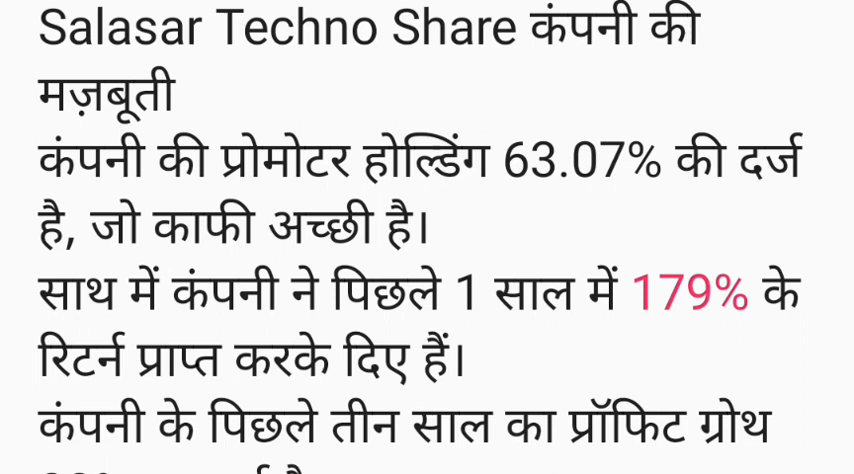 Salasar Techno Share कंपनी की
मज़बूती
कंपनी की प्रोमोटर होल्डिंग 63.07% की दर्ज
है, जो काफी अच्छी है।
साथ में कंपनी ने पिछले 1 साल में 179% के
रिटर्न प्राप्त करके दिए हैं।
कंपनी के पिछले तीन साल का प्रॉफिट ग्रोथ